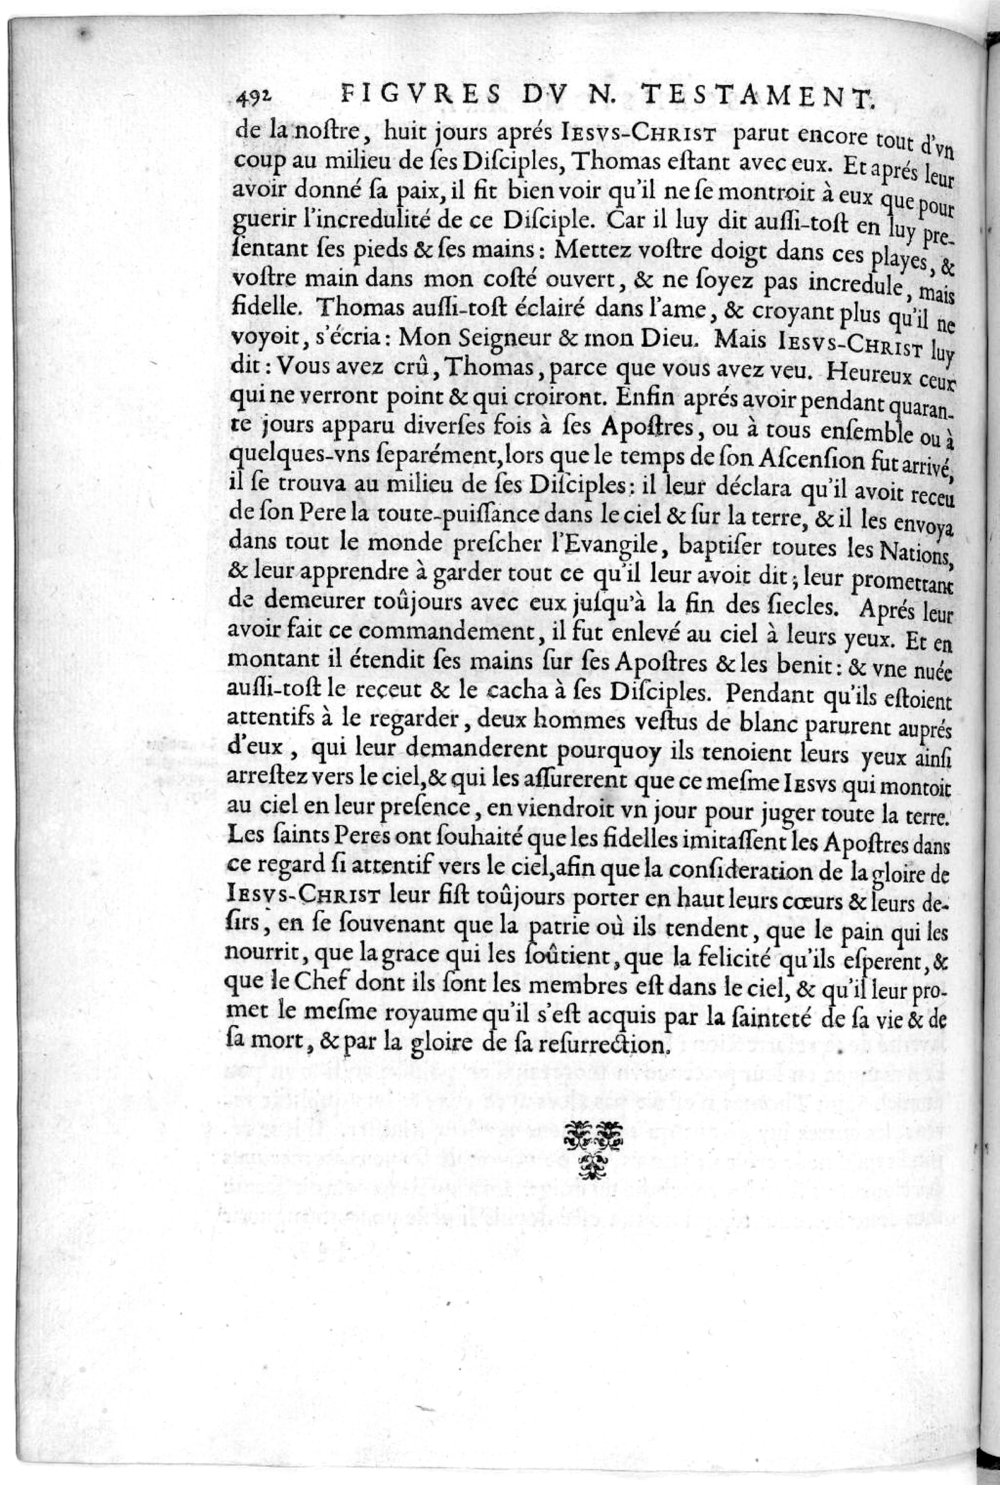 492 FIGVRES DV N. TESTAMENT.
de la noſtre, huit jours aprés IESVS-CHRIST parut encore tout d'vn
coup au milieu de ſes Diſciples, Thomas eſtant avec eux. Et aprés leur
avoir donné ſa paix, il fit bien voir qu'il ne ſe montroit à eux que pour
guerir l'incredulité de ce Diſciple. Car il luy dit auſſi-toſt en luy pre-
ſentant ſes pieds & ſes mains: Mettez voſtre doigt dans ces playes, &
voſtre main dans mon coſté ouvert, & ne ſoyez pas incredule, mais
fidelle. Thomas auſſi-toſt éclairé dans l'ame, & croyant plus qu'il ne
voyoit, s'écria: Mon Seigneur & mon Dieu. Mais IESVS-CHRIST luy
dit: Vous avez crû, Thomas, parce que vous avez veu. Heureux ceux
qui ne verront point & qui croiront. Enfin aprés avoir pendant quaran-
te jours apparu diverſes fois à ſes Apoſtres, ou à tous enſemble ou à
quelques-vns ſeparément, lors que le temps de ſon Aſcenſion fut arrivé,
il ſe trouva au milieu de ſes Diſciples: il leur déclara qu'il avoit receu
de ſon Pere la toute-puiſſance dans le ciel & ſur la terre, & il les envoya
dans tout le monde preſcher l'Evangile, baptiſer toutes les Nations,
& leur apprendre à garder tout ce qu'il leur avoit dit; leur promettant
de demeurer toûjours avec eux juſqu'à la fin des ſiecles. Aprés leur
avoir fait ce commandement, il fut enlevé au ciel à leurs yeux. Et en
montant il étendit ſes mains ſur ſes Apoſtres & les benit: & vne nuée
auſſi-toſt le receut & le cacha à ſes Diſciples. Pendant qu'ils eſtoient
attentifs à le regarder, deux hommes veſtus de blanc parurent auprés
d'eux, qui leur demanderent pourquoy ils tenoient leurs yeux ainſi
arreſtez vers le ciel, & qui les aſſurerent que ce meſme IESVS qui montoit
au ciel en leur preſence, en viendroit vn jour pour juger toute la terre.
Les ſaints Peres ont ſouhaité que les fidelles imitaſſent les Apoſtres dans
ce regard ſi attentif vers le ciel, afin que la conſideration de la gloire de
IESVS-CHRIST leur fiſt toûjours porter en haut leurs cœurs & leurs de-
ſirs, en ſe ſouvenant que la patrie où ils tendent, que le pain qui les
nourrit, que la grace qui les ſoûtient, que la felicité qu'ils eſperent, &
que le Chef dont ils ſont les membres eſt dans le ciel, & qu'il leur pro-
met le meſme royaume qu'il s'eſt acquis par la ſainteté de ſa vie & de
ſa mort, & par la gloire de ſa reſurrection.